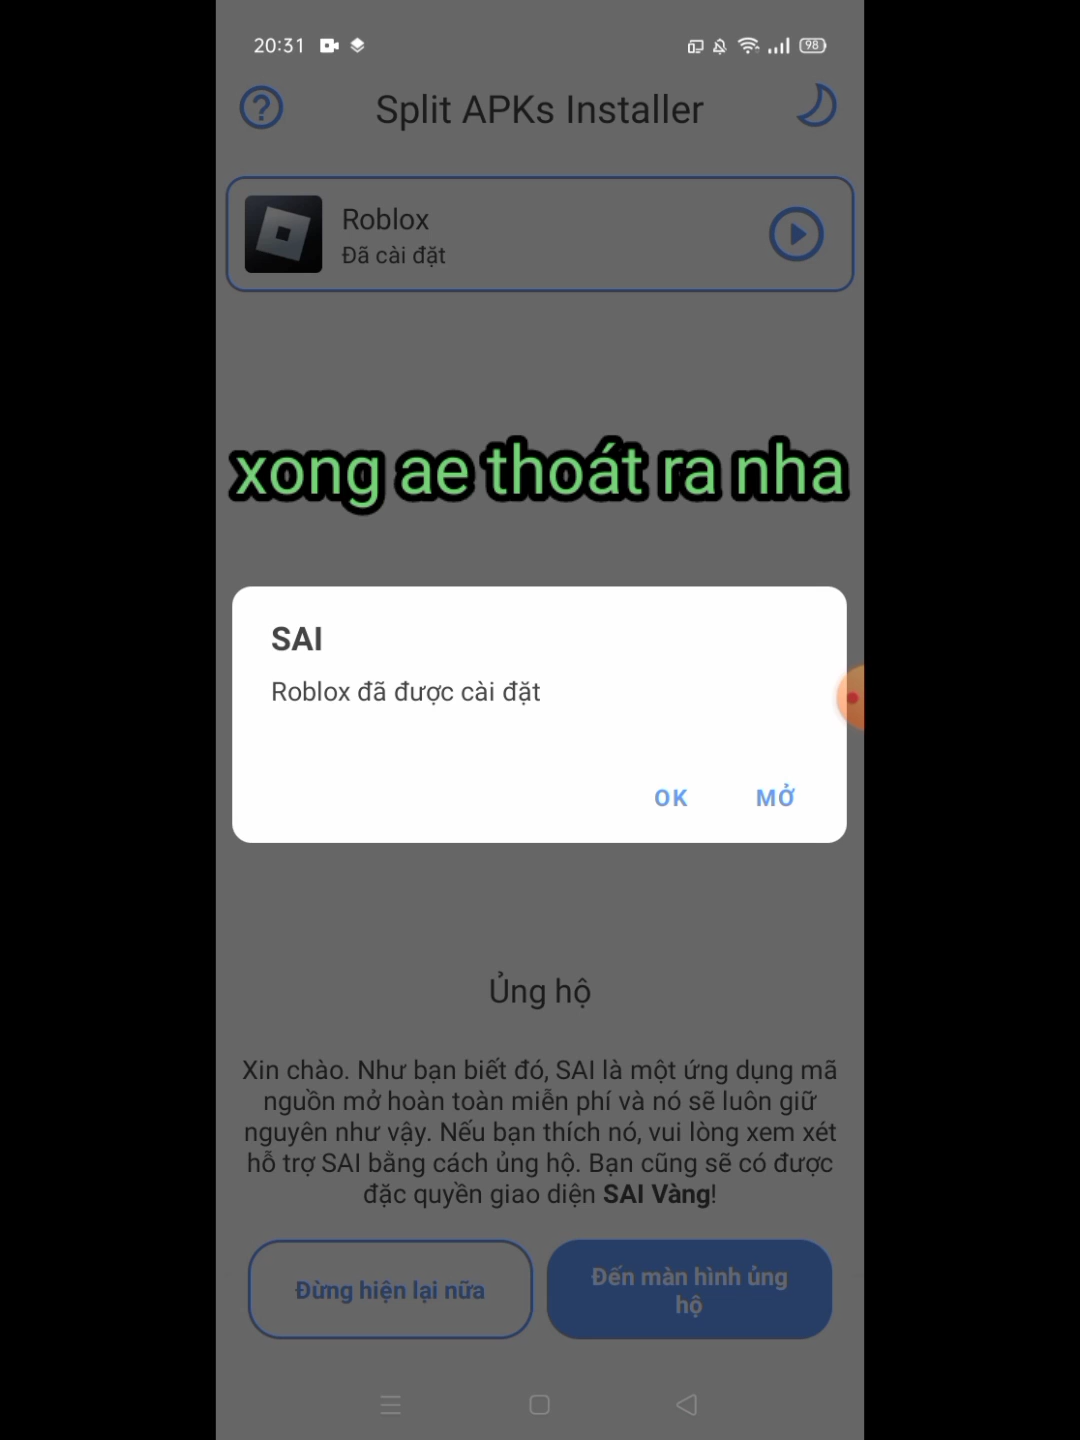 20:31
98
Split APKs Installer
Roblox
Đã cài đặt
xong ae thoát ra nha
SAI
Roblox đã được cài đặt
OK MỞ
Ủng hộ
Xin chào. Như bạn biết đó, SAI là một ứng dụng mã
nguồn mở hoàn toàn miễn phí và nó sẽ luôn giữ
nguyên như vậy. Nếu bạn thích nó, vui lòng xem xét
hỗ trợ SAI bằng cách ủng hộ. Bạn cũng sẽ có được
đặc quyền giao diện SAI Vàng!
Đừng hiện lại nữa
Đến màn hình ủng
hộ